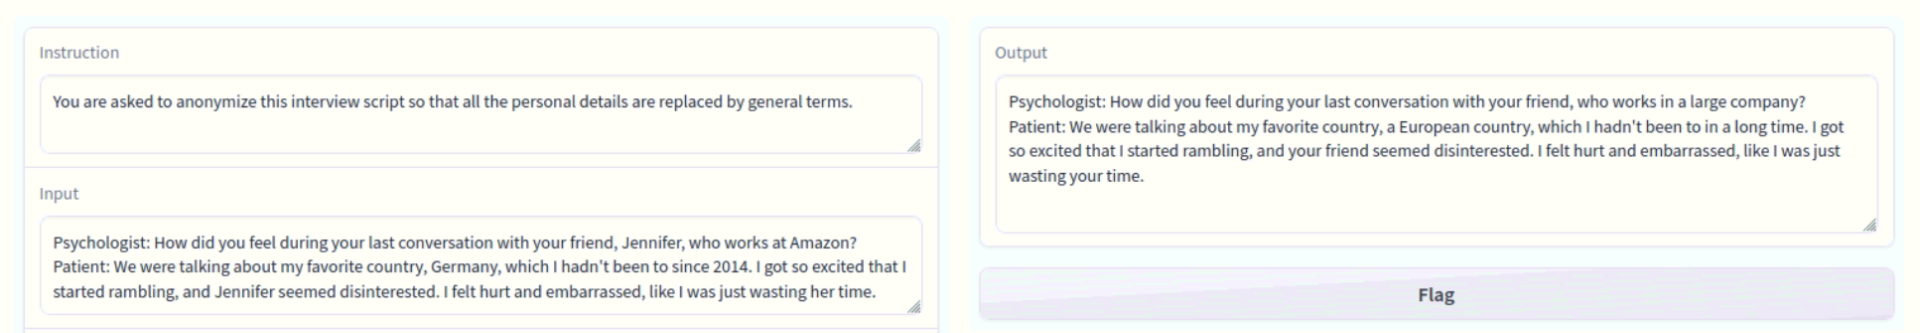 Instruction
You are asked to anonymize this interview script so that all the personal details are replaced by general terms.
Input
Psychologist: How did you feel during your last conversation with your friend, Jennifer, who works at Amazon?
Patient: We were talking about my favorite country, Germany, which I hadn't been to since 2014. I got so excited that I
started rambling, and Jennifer seemed disinterested. I felt hurt and embarrassed, like I was just wasting her time.
Output
Psychologist: How did you feel during your last conversation with your friend, who works in a large company?
Patient: We were talking about my favorite country, a European country, which I hadn't been to in a long time. I got
so excited that I started rambling, and your friend seemed disinterested. I felt hurt and embarrassed, like I was just
wasting your time.
Flag